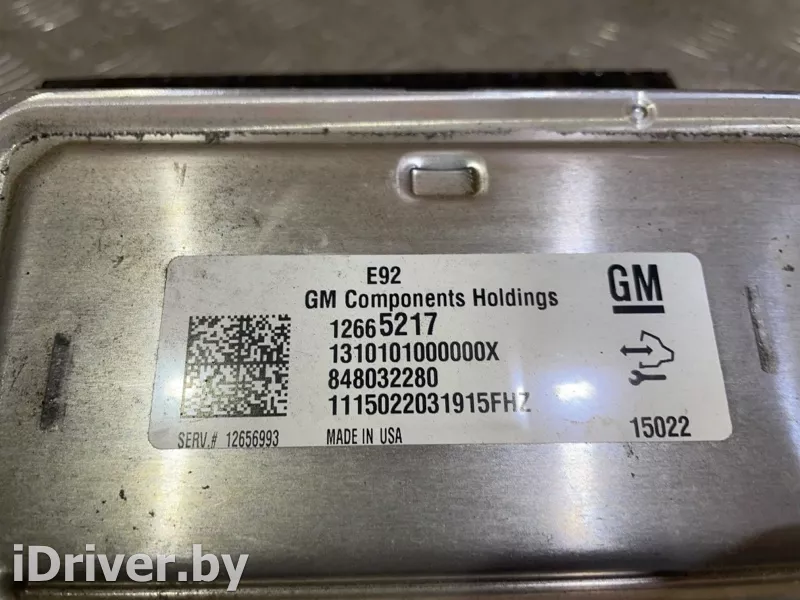 E92
GM Components Holdings
GM
12665217
1310101000000X
848032280
1115022031915FHZ
SERV.# 12656993
MADE IN USA
15022
iDriver.by